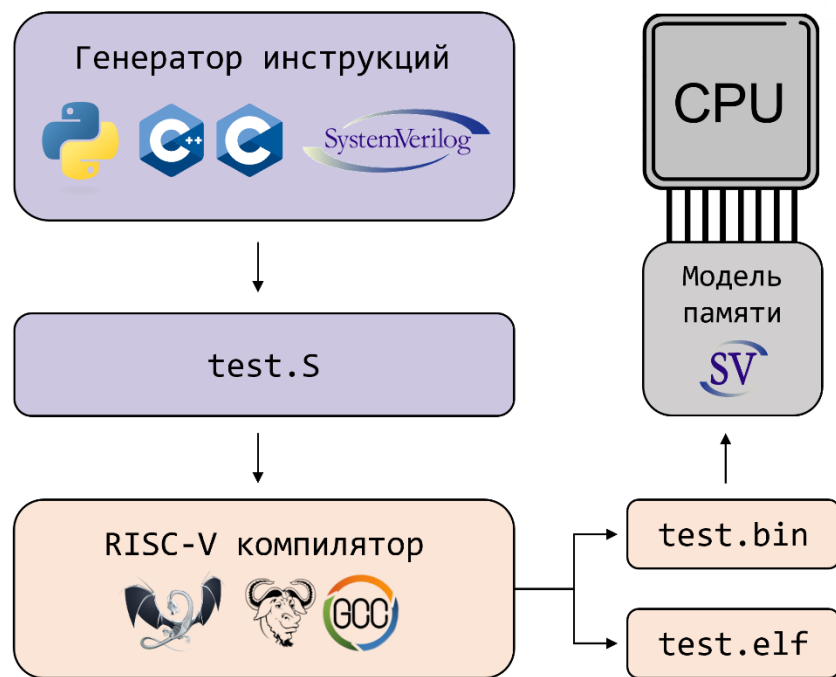 Генератор инструкций
C++
C
SystemVerilog
test.S
RISC-V компилятор
GCC
CPU
Модель
памяти
SV
test.bin
test.elf